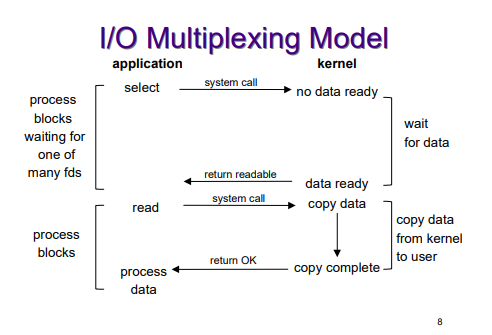 I/O Multiplexing Model
application
kernel
select
system call
no data ready
process
blocks
waiting for
one of
many fds
wait
for data
return readable
data ready
read
system call
copy data
process
blocks
copy data
from kernel
to user
return OK
copy complete
process
data
8